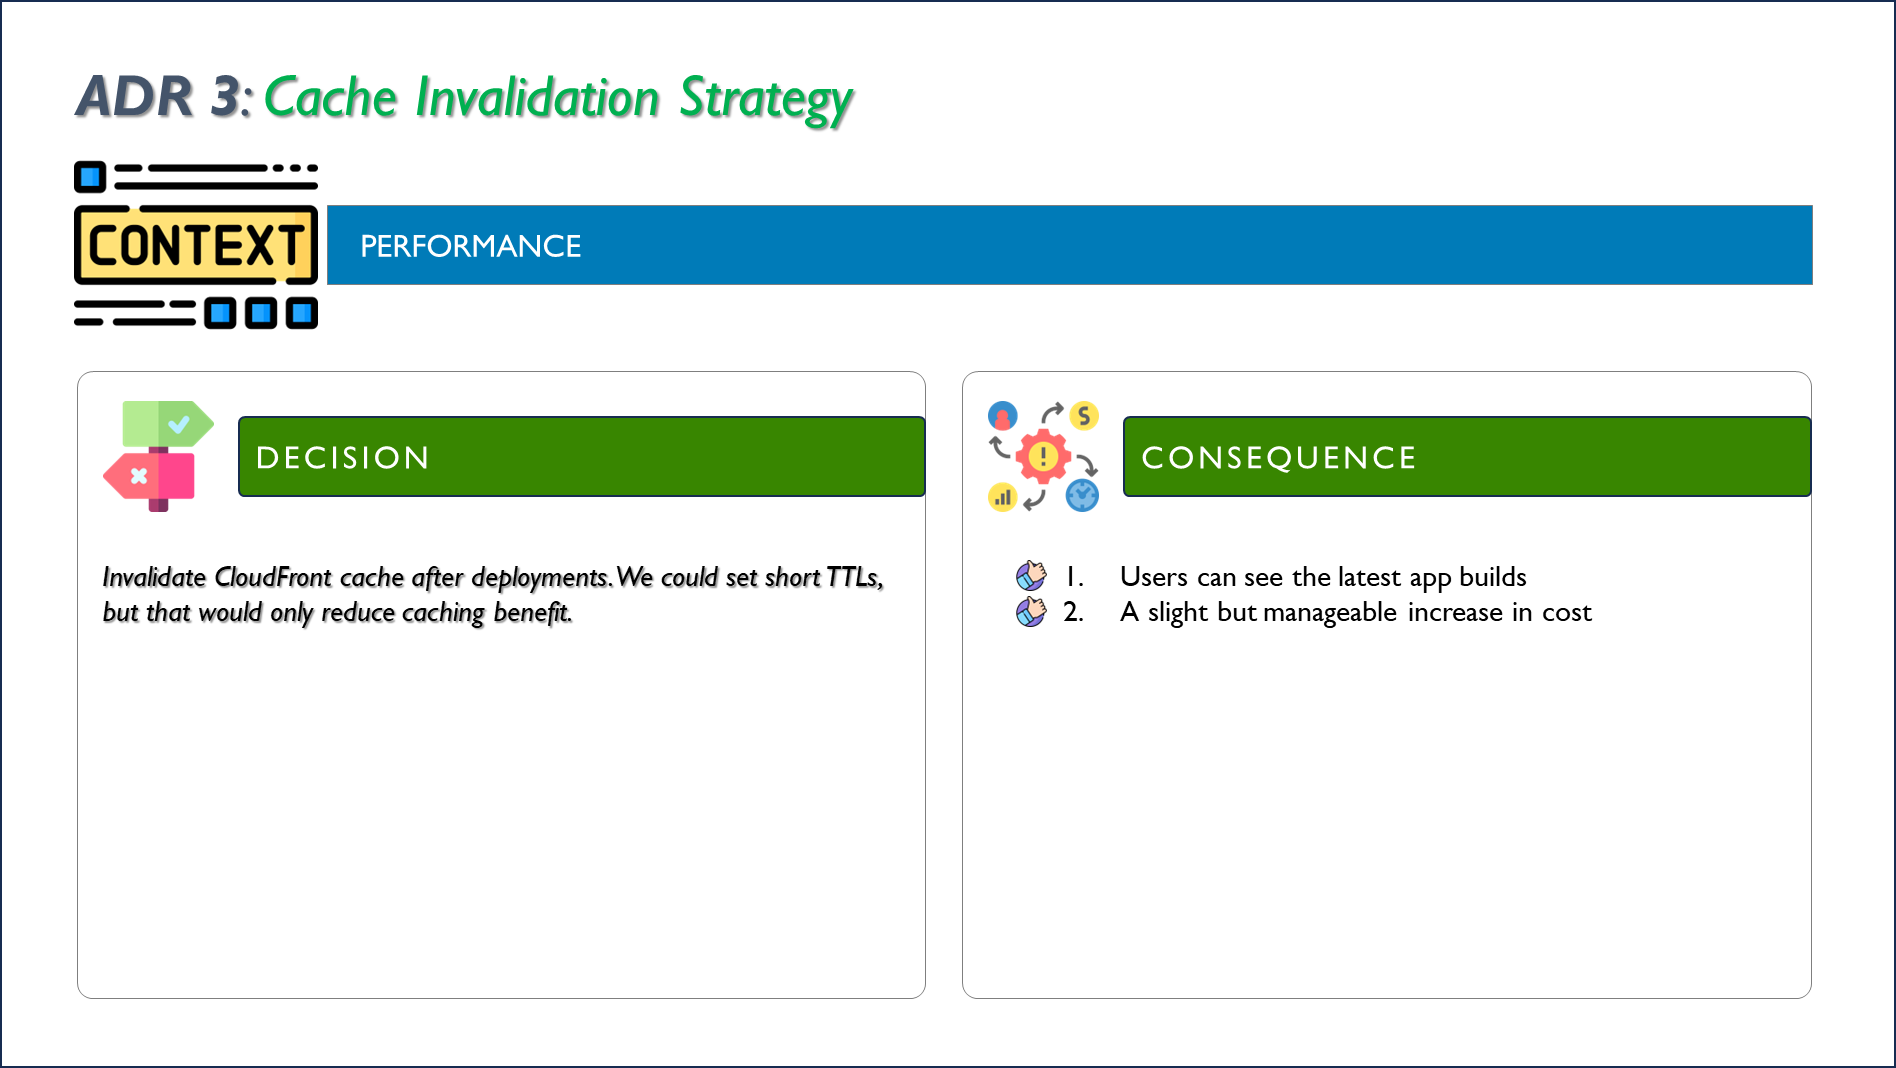 ADR 3: Cache Invalidation Strategy
CONTEXT
PERFORMANCE
DECISION
Invalidate CloudFront cache after deployments. We could set short TTLs,
but that would only reduce caching benefit.
CONSEQUENCE
1. Users can see the latest app builds
2. A slight but manageable increase in cost